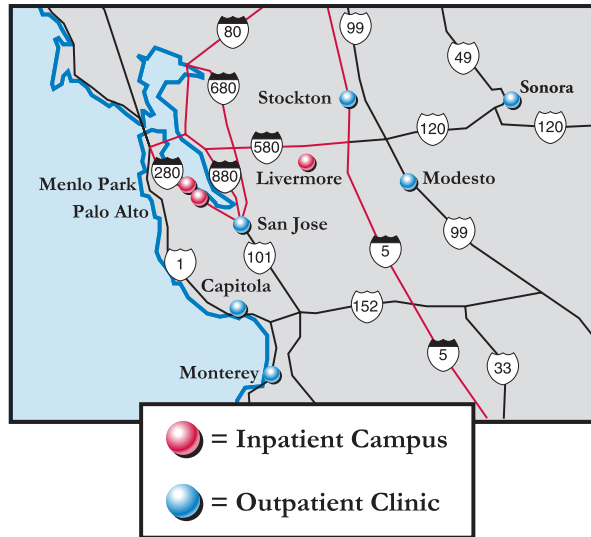 80
99
49
680
Stockton
Sonora
120
120
580
280
880
Livermore
Menlo Park
Modesto
Palo Alto
San Jose
99
101
5
1
Capitola
152
5
33
Monterey
= Inpatient Campus
= Outpatient Clinic